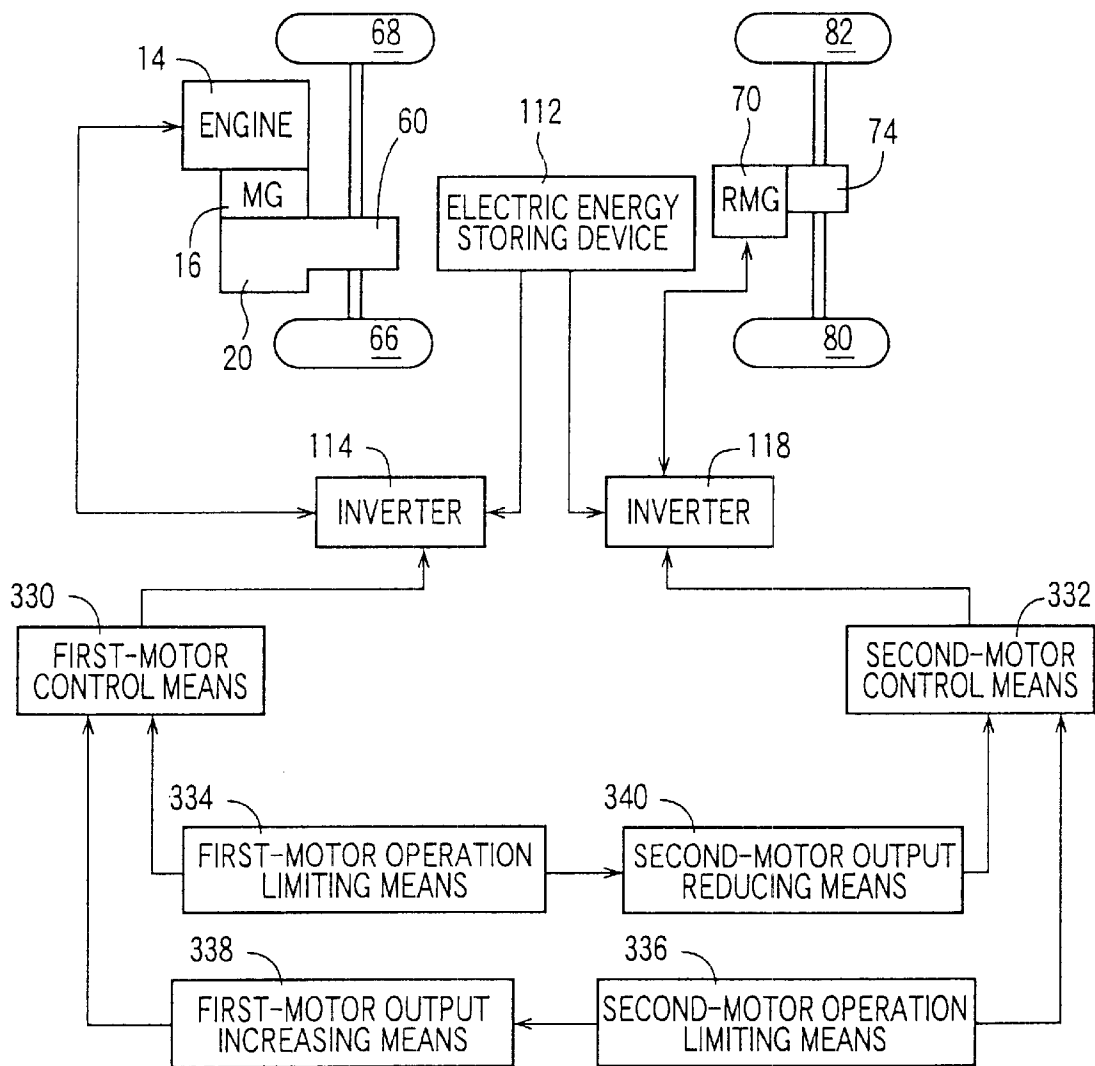 68
82
14
ENGINE
60
112
70
74
MG
RMG
ELECTRIC ENERGY
STORING DEVICE
16
20
66
80
114
118
INVERTER
INVERTER
330
332
FIRST-MOTOR
CONTROL MEANS
SECOND-MOTOR
CONTROL MEANS
334
340
FIRST-MOTOR OPERATION
LIMITING MEANS
SECOND-MOTOR OUTPUT
REDUCING MEANS
338
336
FIRST-MOTOR OUTPUT
INCREASING MEANS
SECOND-MOTOR OPERATION
LIMITING MEANS